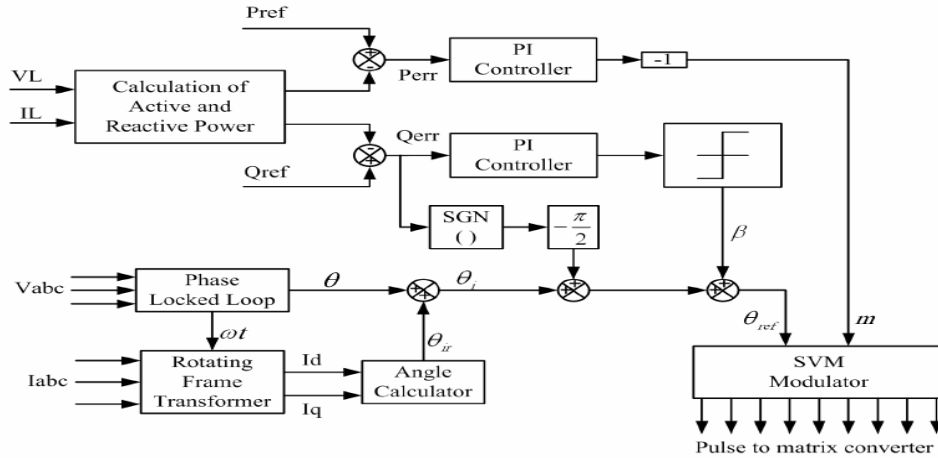 Pref
VL
IL
Calculation of
Active and
Reactive Power
+
-
Perr
PI
Controller
-1
-
+
Qerr
PI
Controller
Qref
SGN
( )
-π/2
β
Vabc
Phase
Locked Loop
θ
+
+
θi
+
+
+
+
ωt
θir
θref
m
Iabc
Rotating
Frame
Transformer
Id
Iq
Angle
Calculator
SVM
Modulator
Pulse to matrix converter